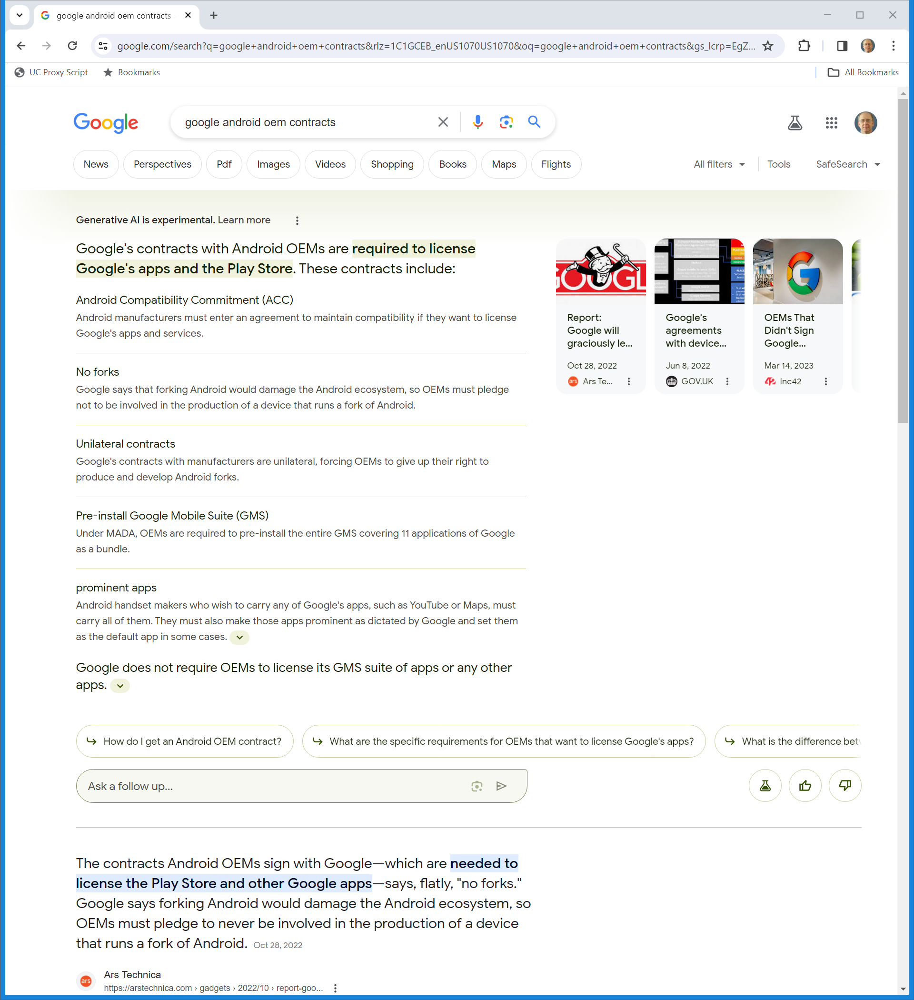 google android oem contracts
google.com/search?q=google+android+oem+contracts&rlz=1C1GCEB_enUS1070US1070&oq=google+android+oem+contracts&gs_lcrp=EgZ...
UC Proxy Script
Bookmarks
All Bookmarks
Google
google android oem contracts
News
Perspectives
Pdf
Images
Videos
Shopping
Books
Maps
Flights
All filters
Tools
SafeSearch
Generative AI is experimental. Learn more
Google's contracts with Android OEMs are required to license
Google's apps and the Play Store. These contracts include:
Android Compatibility Commitment (ACC)
Android manufacturers must enter an agreement to maintain compatibility if they want to license
Google's apps and services.
No forks
Google says that forking Android would damage the Android ecosystem, so OEMs must pledge
not to be involved in the production of a device that runs a fork of Android.
Unilateral contracts
Google's contracts with manufacturers are unilateral, forcing OEMs to give up their right to
produce and develop Android forks.
Pre-install Google Mobile Suite (GMS)
Under MADA, OEMs are required to pre-install the entire GMS covering 11 applications of Google
as a bundle.
prominent apps
Android handset makers who wish to carry any of Google's apps, such as YouTube or Maps, must
carry all of them. They must also make those apps prominent as dictated by Google and set them
as the default app in some cases.
Google does not require OEMs to license its GMS suite of apps or any other
apps.
GOOGL
Report:
Google will
graciously le...
Oct 28, 2022
ars
Ars Te...
Google's
agreements
with device...
Jun 8, 2022
GOV.UK
OEMs That
Didn't Sign
Google...
Mar 14, 2023
Inc42
How do I get an Android OEM contract?
What are the specific requirements for OEMs that want to license Google's apps?
What is the difference betw
Ask a follow up...
The contracts Android OEMs sign with Google—which are needed to
license the Play Store and other Google apps—says, flatly, "no forks."
Google says forking Android would damage the Android ecosystem, so
OEMs must pledge to never be involved in the production of a device
that runs a fork of Android. Oct 28, 2022
ars
Ars Technica
https://arstechnica.com › gadgets › 2022/10 › report-goo...